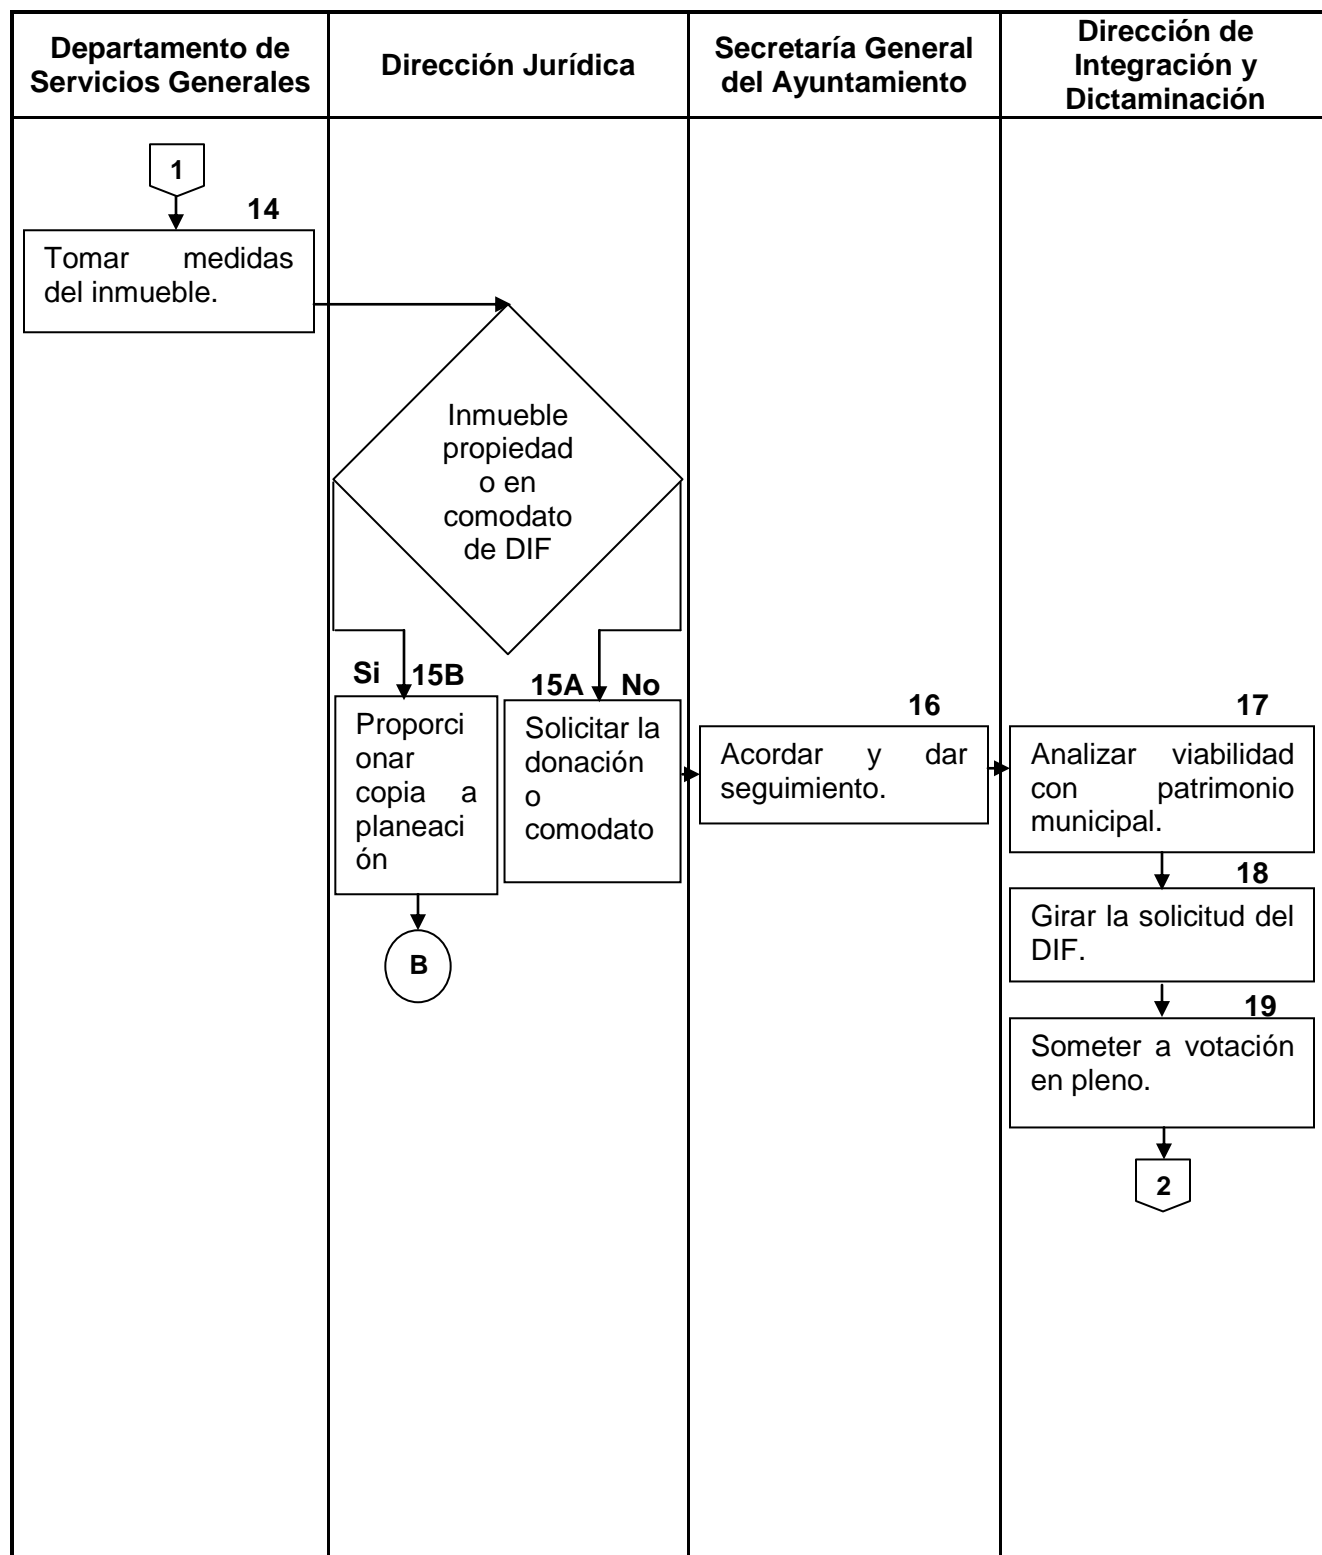 Departamento de
Servicios Generales
Dirección Jurídica
Secretaría General
del Ayuntamiento
Dirección de
Integración y
Dictaminación
1
14
Tomar medidas
del inmueble.
Inmueble
propiedad
o en
comodato
de DIF
Si
15B
Proporci
onar
copia a
planeaci
ón
B
15A
No
Solicitar la
donación
o
comodato
16
Acordar y dar
seguimiento.
17
Analizar viabilidad
con patrimonio
municipal.
18
Girar la solicitud del
DIF.
19
Someter a votación
en pleno.
2